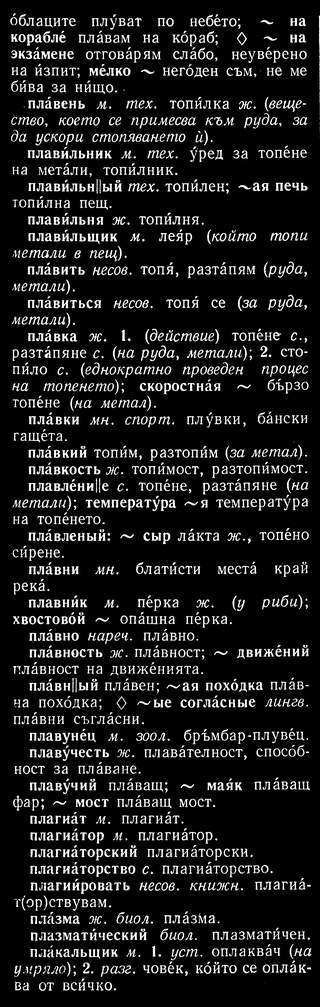 о́блаците плу́ват по небе́то; ~ на
корабле́ пла́вам на ко́раб; ◊ ~ на
экза́мене отгова́рям сла́бо, неуве́рено
на и́зпит; ме́лко ~ него́ден съм, не ме
би́ва за ни́що.
пла́вень м. тех. топи́лка ж. (веще-
ство, което се примесва към руда, за
да ускори стопяването ѝ).
плави́льник м. тех. у́ред за топе́не
на мета́ли, топи́лник.
плави́льн||ый тех. топи́лен; ~ая печь
топи́лна пещ.
плави́льня ж. топи́лня.
плави́льщик м. лея́р (който топи
метали в пещ).
пла́вить несов. топя́, разтапя́м (руда,
метали).
пла́виться несов. топя́ се (за руда,
метали).
пла́вка ж. 1. (действие) топе́не с.,
разта́пяне с. (на руда, метали); 2. сто-
пи́ло с. (еднократно проведен процес
на топенето); скоростна́я ~ бъ́рзо
топе́не (на метал).
пла́вки мн. спорт. плу́вки, ба́нски
гаще́та.
пла́вкий топи́м, разтопи́м (за метал).
пла́вкость ж. топи́мост, разтопи́мост.
плавле́ни||е с. топе́не, разта́пяне (на
метали); температу́ра ~я температу́ра
на топе́нето.
пла́вленый: ~ сыр ла́кта ж., топе́но
си́рене.
пла́вни мн. блати́сти места́ край
река́.
плавни́к м. пе́рка ж. (у риби);
хвостово́й ~ опа́шна пе́рка.
пла́вно нареч. пла́вно.
пла́вность ж. пла́вност; ~ движе́ний
пла́вност на движе́нията.
пла́вн||ый пла́вен; ~ая похо́дка пла́в-
на похо́дка; ◊ ~ые согла́сные лингв.
пла́вни съгла́сни.
плавуне́ц м. зоол. бръ́мбар-плуве́ц.
плаву́честь ж. плава́телност, спосо́б-
ност за пла́ване.
плаву́чий пла́ващ; ~ мая́к пла́ващ
фар; ~ мост пла́ващ мост.
плагиа́т м. плагиа́т.
плагиа́тор м. плагиа́тор.
плагиа́торский плагиа́торски.
плагиа́торство с. плагиа́торство.
плагии́ровать несов. книжн. плагиа́-
т(ор)ствувам.
пла́зма ж. биол. пла́зма.
плазмати́ческий биол. плазмати́чен.
пла́кальщик м. 1. уст. оплаква́ч (на
умряло); 2. разг. чове́к, ко́йто се опла́к-
ва от вси́чко.